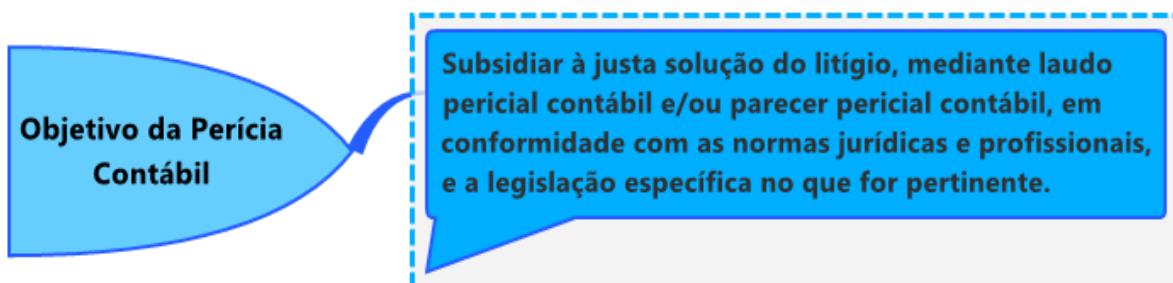 Objetivo da Perícia
Contábil
Subsidiar à justa solução do litígio, mediante laudo
pericial contábil e/ou parecer pericial contábil, em
conformidade com as normas jurídicas e profissionais,
e a legislação específica no que for pertinente.